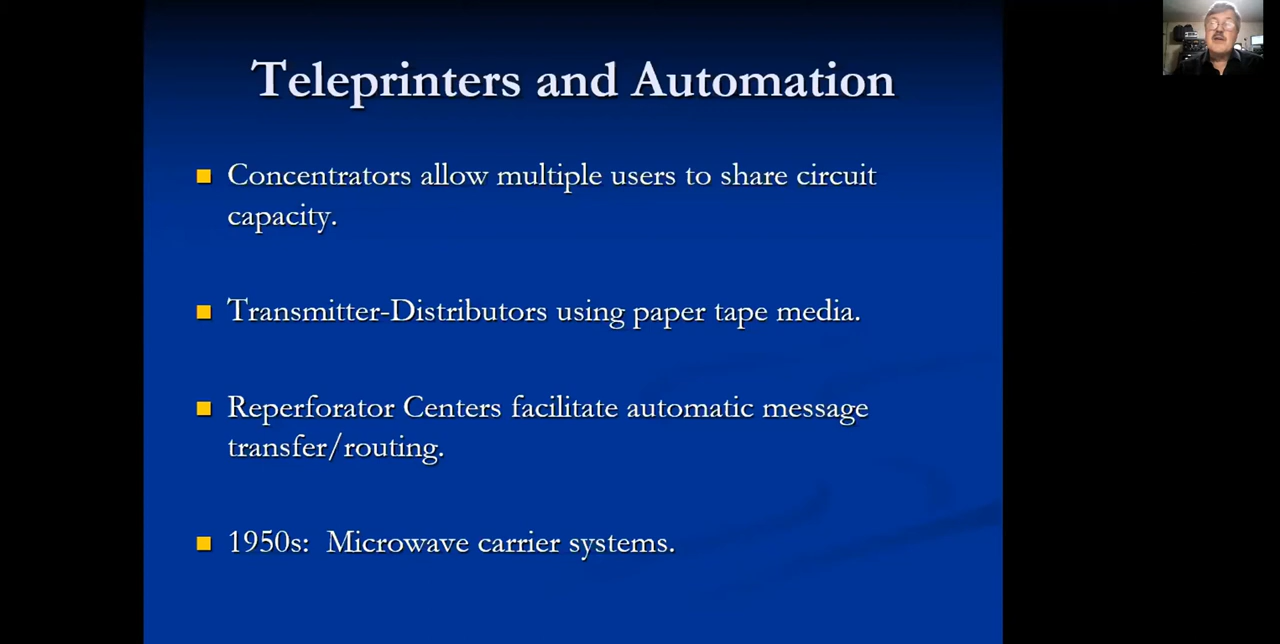 Teleprinters and Automation
Concentrators allow multiple users to share circuit
capacity.
Transmitter-Distributors using paper tape media.
Reperforator Centers facilitate automatic message
transfer/routing.
1950s:  Microwave carrier systems.